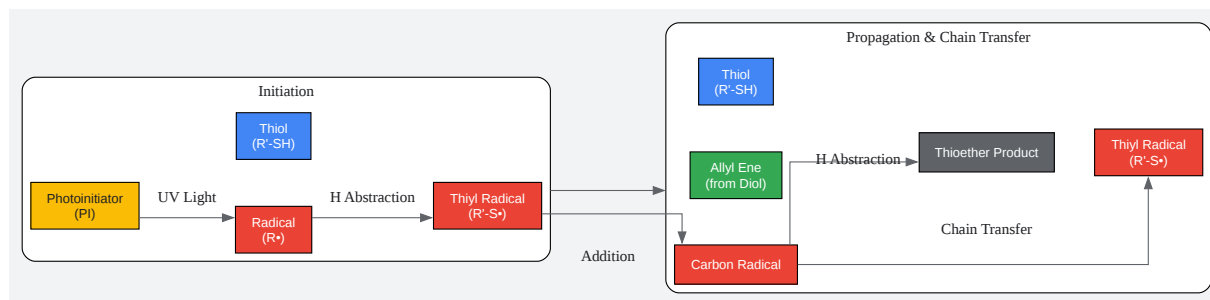 Initiation
Thiol
(R'-SH)
Photoinitiator
(PI)
UV Light
Radical
(R•)
H Abstraction
Thiyl Radical
(R'-S•)
Addition
Propagation & Chain Transfer
Thiol
(R'-SH)
Allyl Ene
(from Diol)
Carbon Radical
H Abstraction
Thioether Product
Chain Transfer
Thiyl Radical
(R'-S•)